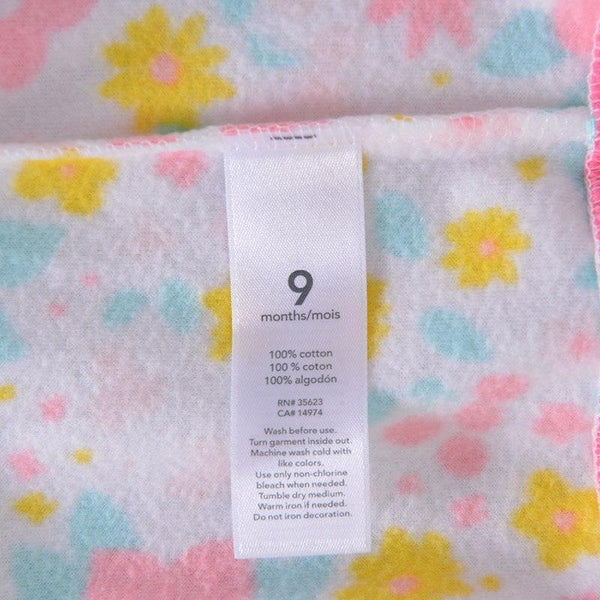 9
months/mois
100% cotton
100 % coton
100% algodón
RN# 35623
CA# 14974
Wash before use.
Turn garment inside out.
Machine wash cold with
like colors.
Use only non-chlorine
bleach when needed.
Tumble dry medium.
Warm iron if needed.
Do not iron decoration.